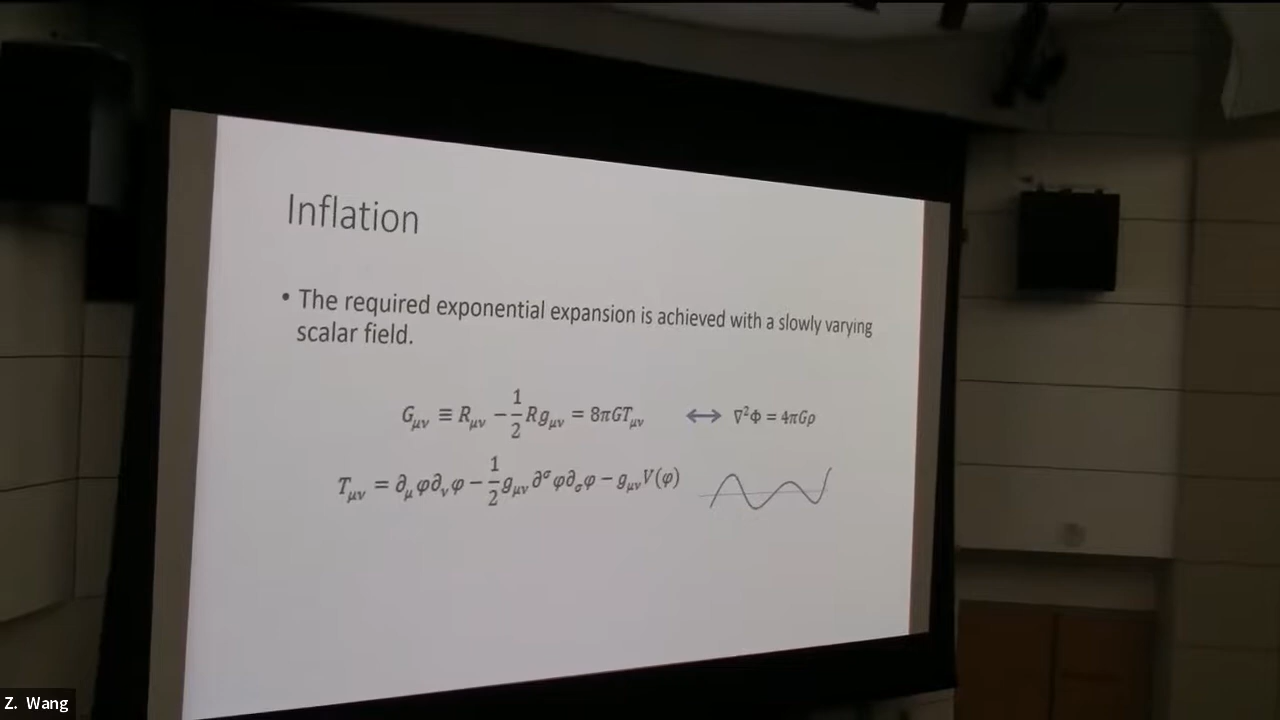 Inflation
• The required exponential expansion is achieved with a slowly varying
scalar field.
G_μν ≡ R_μν − 1/2 Rg_μν = 8πGT_μν ↔ ∇²Φ = 4πGρ
T_μν = ∂_μφ∂_νφ − 1/2 g_μν ∂^σφ∂_σφ − g_μν V(φ)
Z. Wang